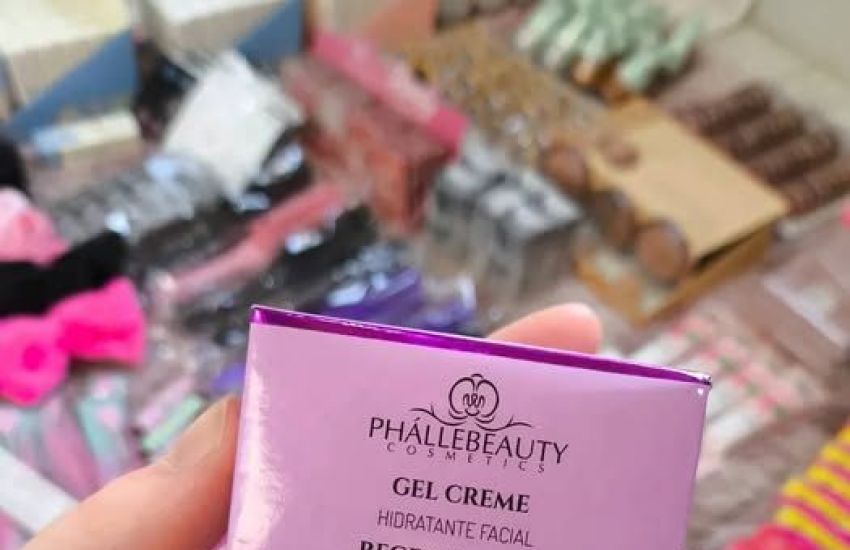 PHÁLLEBEAUTY
COSMETICS
GEL CREME
HIDRATANTE FACIAL